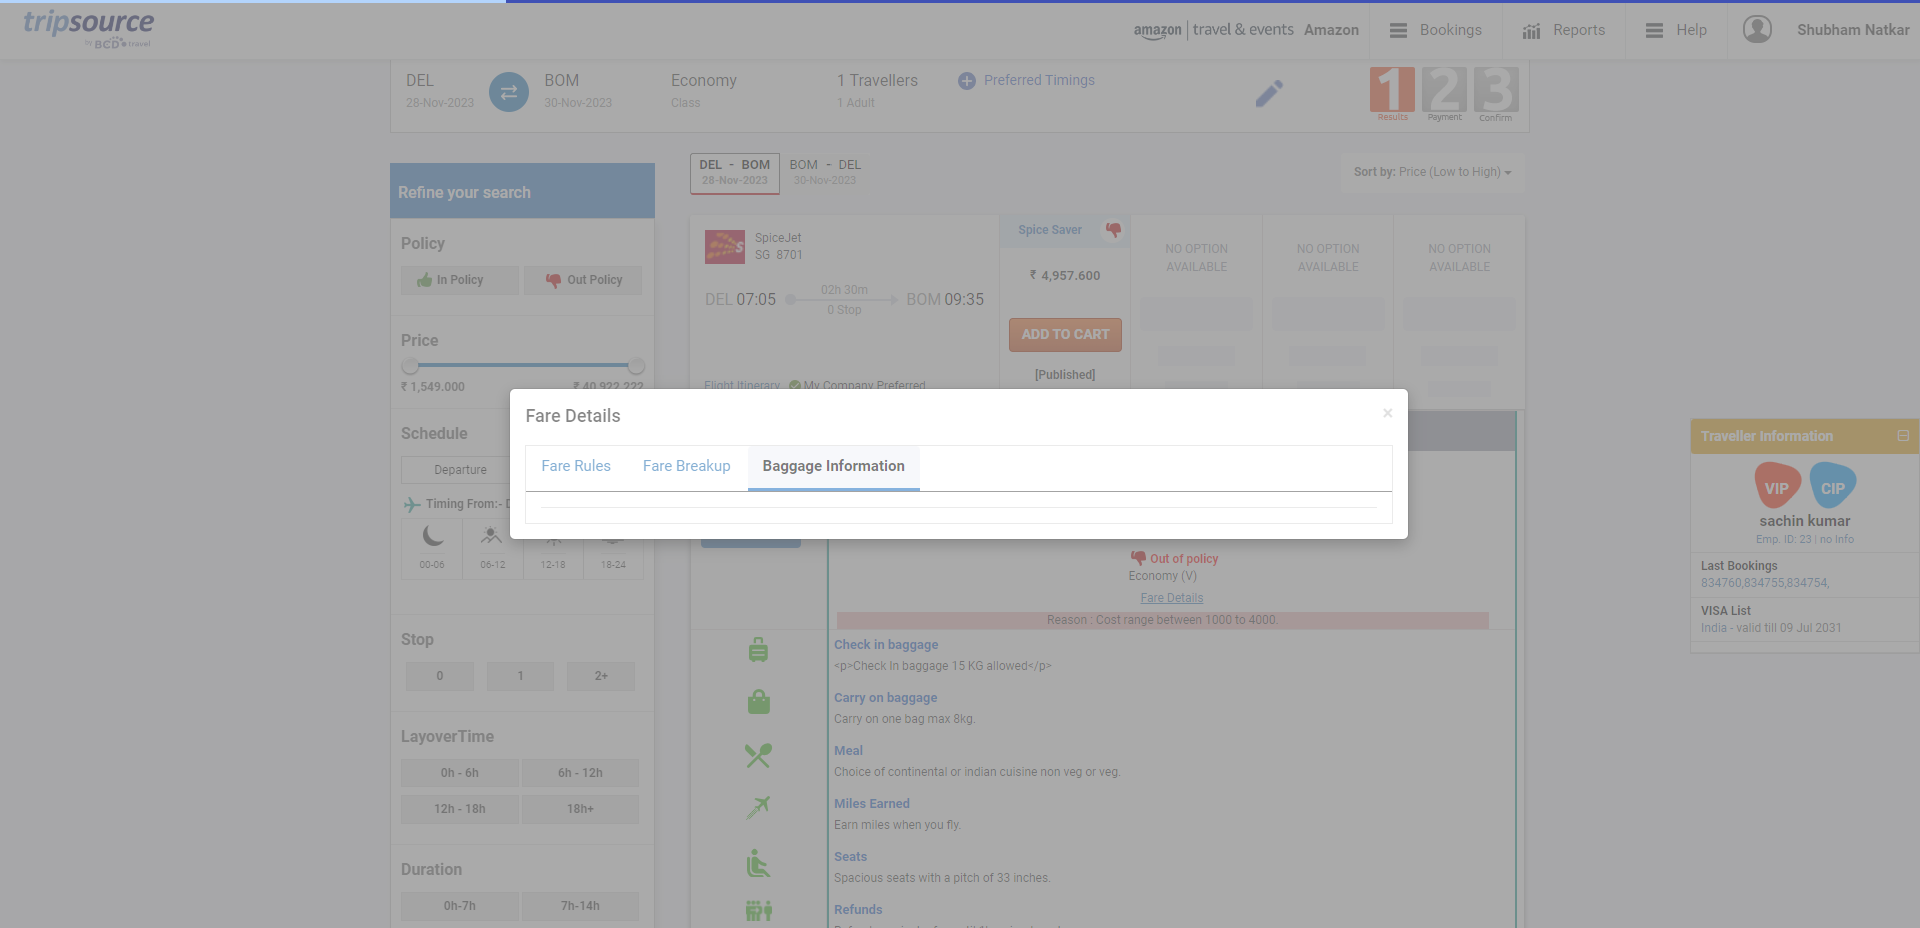 tripsource
by BCD travel
amazon | travel & events Amazon
Bookings
Reports
Help
Shubham Natkar
DEL
28-Nov-2023
BOM
30-Nov-2023
Economy
Class
1 Travellers
1 Adult
Preferred Timings
1 2 3
Results Payment Confirm
Refine your search
DEL - BOM
28-Nov-2023
BOM - DEL
30-Nov-2023
Sort by: Price (Low to High)
Policy
In Policy
Out Policy
Price
₹ 1,549.000
₹ 40,922.222
Schedule
Departure
Timing From:-
00-06
06-12
12-18
18-24
Stop
0
1
2+
LayoverTime
0h - 6h
6h - 12h
12h - 18h
18h+
Duration
0h-7h
7h-14h
SpiceJet
SG 8701
DEL 07:05
02h 30m
0 Stop
BOM 09:35
Flight Itinerary
My Company Preferred
Spice Saver
₹ 4,957.600
ADD TO CART
[Published]
NO OPTION
AVAILABLE
NO OPTION
AVAILABLE
NO OPTION
AVAILABLE
Fare Details
×
Fare Rules
Fare Breakup
Baggage Information
Out of policy
Economy (V)
Fare Details
Reason : Cost range between 1000 to 4000.
Check in baggage
<p>Check In baggage 15 KG allowed</p>
Carry on baggage
Carry on one bag max 8kg.
Meal
Choice of continental or indian cuisine non veg or veg.
Miles Earned
Earn miles when you fly.
Seats
Spacious seats with a pitch of 33 inches.
Refunds
Traveller Information
VIP
CIP
sachin kumar
Emp. ID: 23 | no Info
Last Bookings
834760,834755,834754,
VISA List
India - valid till 09 Jul 2031